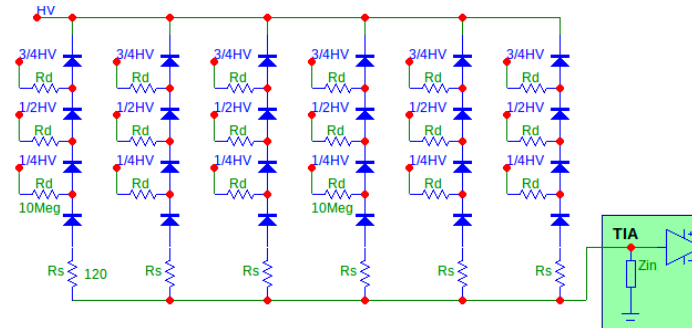 HV
3/4HV 3/4HV 3/4HV 3/4HV 3/4HV 3/4HV
Rd Rd Rd Rd Rd Rd
1/2HV 1/2HV 1/2HV 1/2HV 1/2HV 1/2HV
Rd Rd Rd Rd Rd Rd
1/4HV 1/4HV 1/4HV 1/4HV 1/4HV 1/4HV
Rd Rd Rd Rd Rd Rd
10Meg 10Meg
TIA
Rs 120 Rs Rs Rs Rs Rs Zin